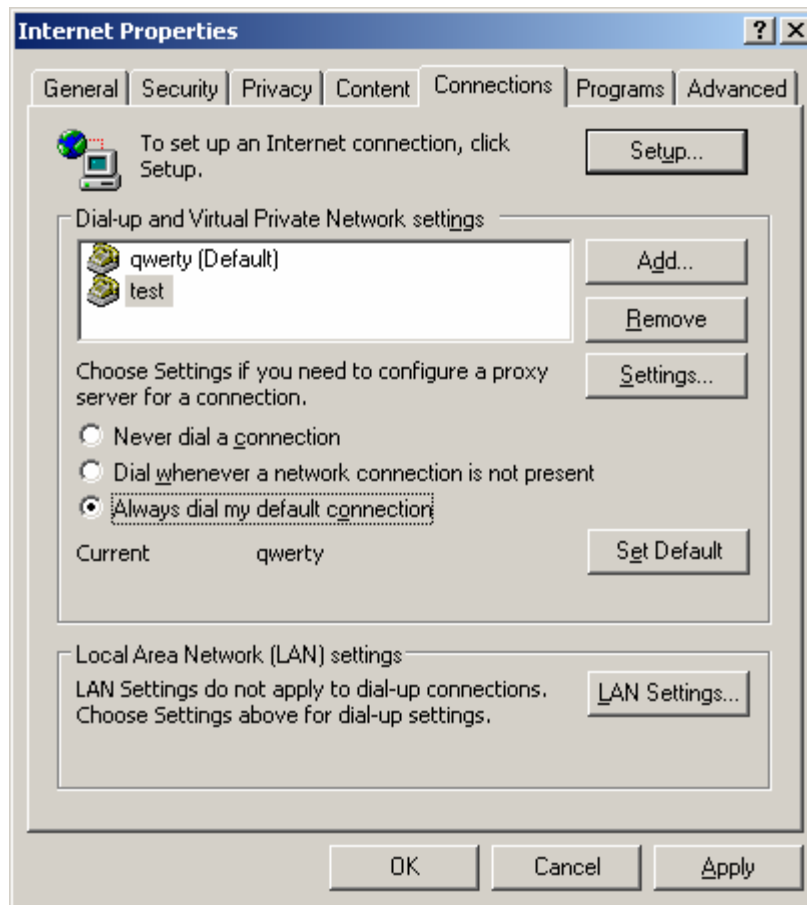 Internet Properties
General Security Privacy Content Connections Programs Advanced
To set up an Internet connection, click
Setup.
Setup...
Dial-up and Virtual Private Network settings
qwerty (Default)
test
Add...
Remove
Choose Settings if you need to configure a proxy
server for a connection.
Settings...
Never dial a connection
Dial whenever a network connection is not present
Always dial my default connection
Current qwerty
Set Default
Local Area Network (LAN) settings
LAN Settings do not apply to dial-up connections.
Choose Settings above for dial-up settings.
LAN Settings...
OK Cancel Apply